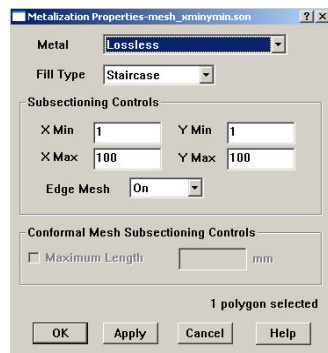 Metalization Properties-mesh_xminymin.son
Metal Lossless
Fill Type Staircase
Subsectioning Controls
X Min 1 Y Min 1
X Max 100 Y Max 100
Edge Mesh On
Conformal Mesh Subsectioning Controls
Maximum Length mm
1 polygon selected
OK Apply Cancel Help